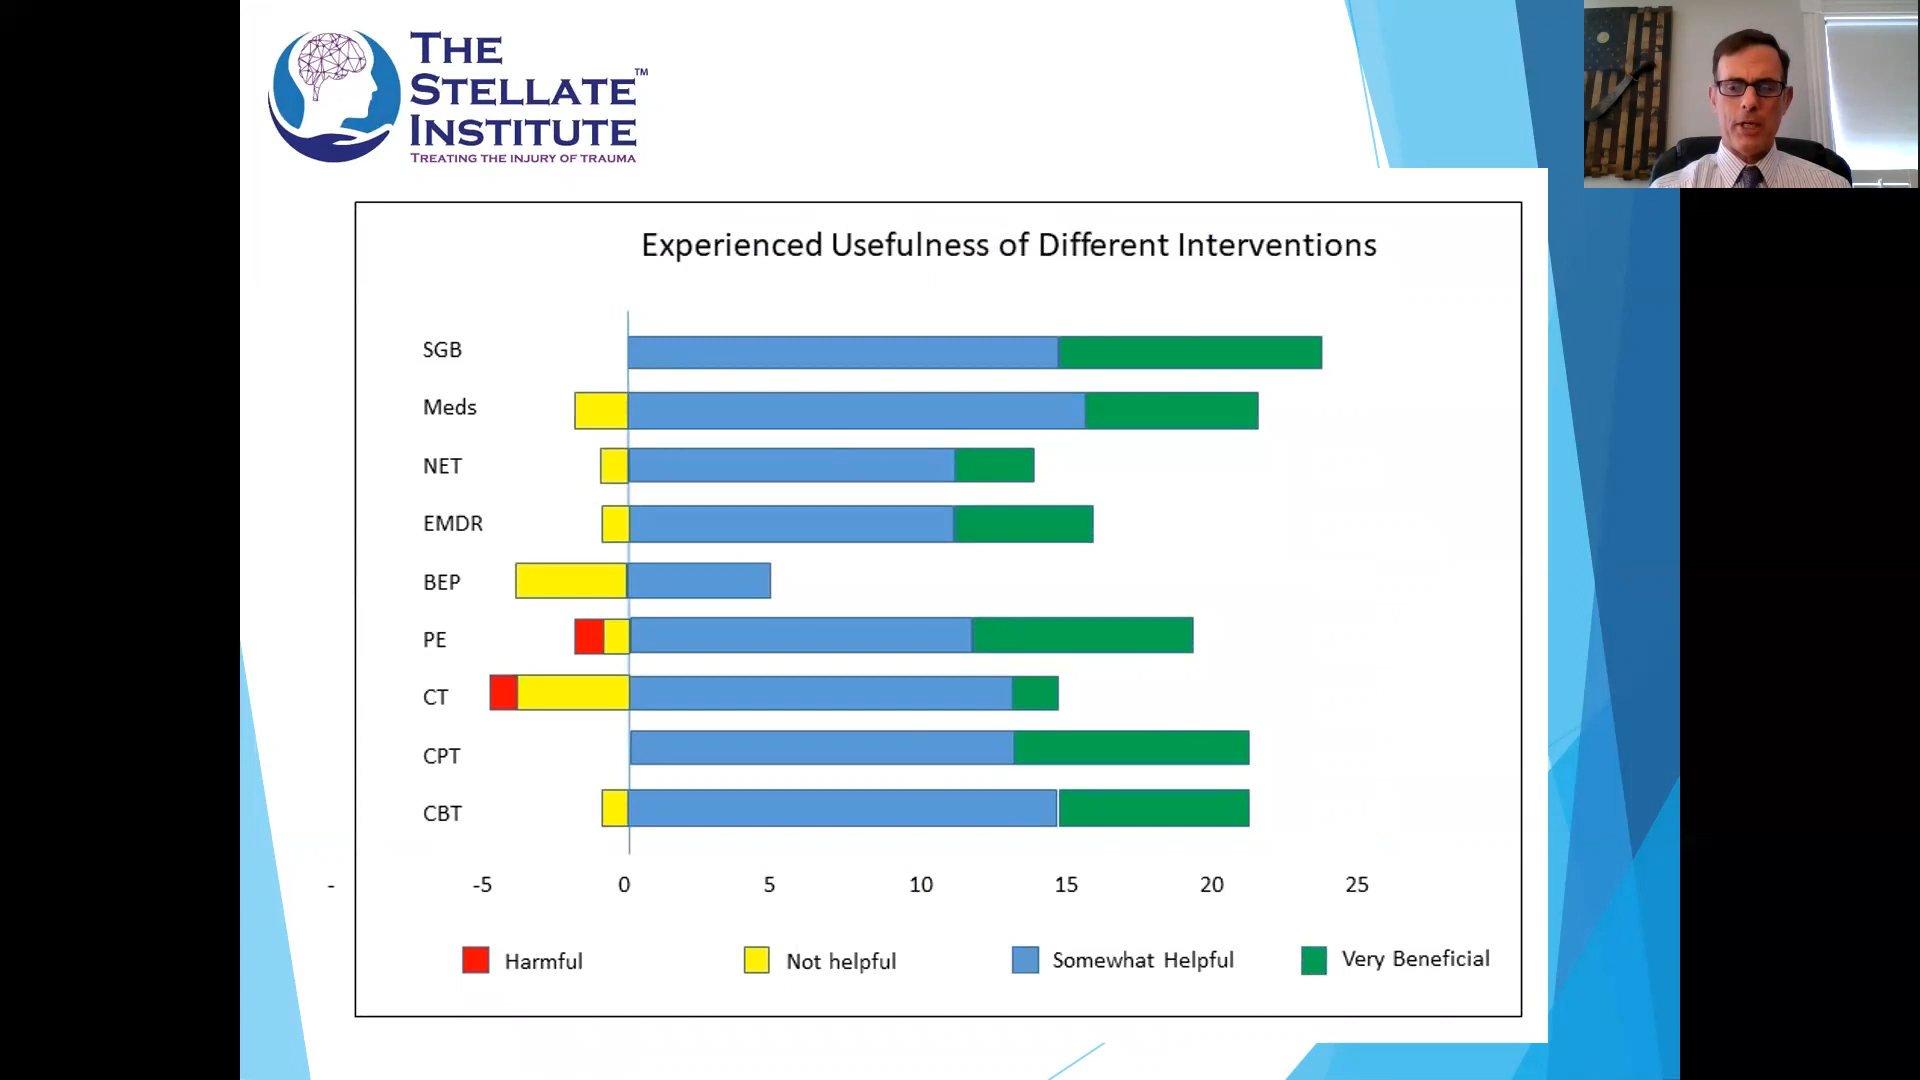 THE
STELLATE™
INSTITUTE
TREATING THE INJURY OF TRAUMA
Experienced Usefulness of Different Interventions
SGB
Meds
NET
EMDR
BEP
PE
CT
CPT
CBT
- -5 0 5 10 15 20 25
Harmful Not helpful Somewhat Helpful Very Beneficial